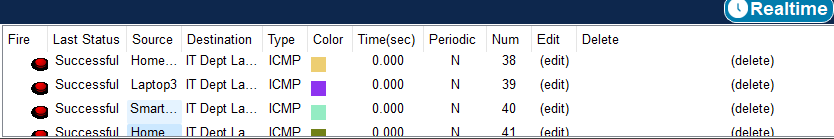 Realtime
Fire Last Status Source Destination Type Color Time(sec) Periodic Num Edit Delete
Successful Home... IT Dept La... ICMP 0.000 N 38 (edit) (delete)
Successful Laptop3 IT Dept La... ICMP 0.000 N 39 (edit) (delete)
Successful Smart... IT Dept La... ICMP 0.000 N 40 (edit) (delete)
Successful Home... IT Dept La... ICMP 0.000 N 41 (edit) (delete)